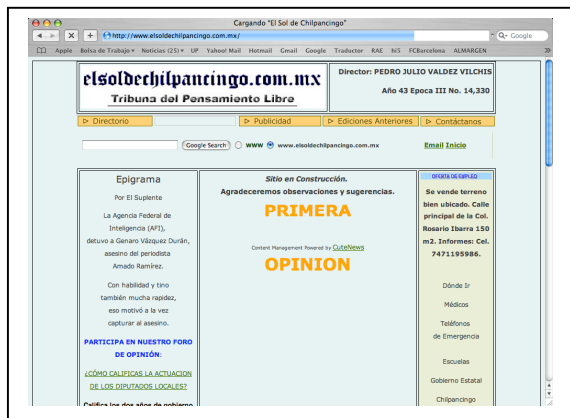 Cargando "El Sol de Chilpancingo"
http://www.elsoldechilpancingo.com.mx/
Google
Apple Bolsa de Trabajo Noticias (25) UP Yahoo! Mail Hotmail Gmail Google Traductor RAE hi5 FCBarcelona ALMARGEN
elsoldechilpancingo.com.mx
Tribuna del Pensamiento Libre
Director: PEDRO JULIO VALDEZ VILCHIS
Año 43 Epoca III No. 14,330
Directorio Publicidad Ediciones Anteriores Contáctanos
Google Search WWW www.elsoldechilpancingo.com.mx Email Inicio
Epigrama
Por El Suplente
La Agencia Federal de
Inteligencia (AFI),
detuvo a Genaro Vázquez Durán,
asesino del periodista
Amado Ramírez.
Con habilidad y tino
también mucha rapidez,
eso motivó a la vez
capturar al asesino.
PARTICIPA EN NUESTRO FORO
DE OPINIÓN:
¿CÓMO CALIFICAS LA ACTUACION
DE LOS DIPUTADOS LOCALES?
Califica los dos años de gobierno
Sitio en Construcción.
Agradeceremos observaciones y sugerencias.
PRIMERA
Content Management Powered by CuteNews
OPINION
OFERTA DE EMPLEO
Se vende terreno
bien ubicado. Calle
principal de la Col.
Rosario Ibarra 150
m2. Informes: Cel.
7471195986.
Dónde Ir
Médicos
Teléfonos
de Emergencia
Escuelas
Gobierno Estatal
Chilpancingo